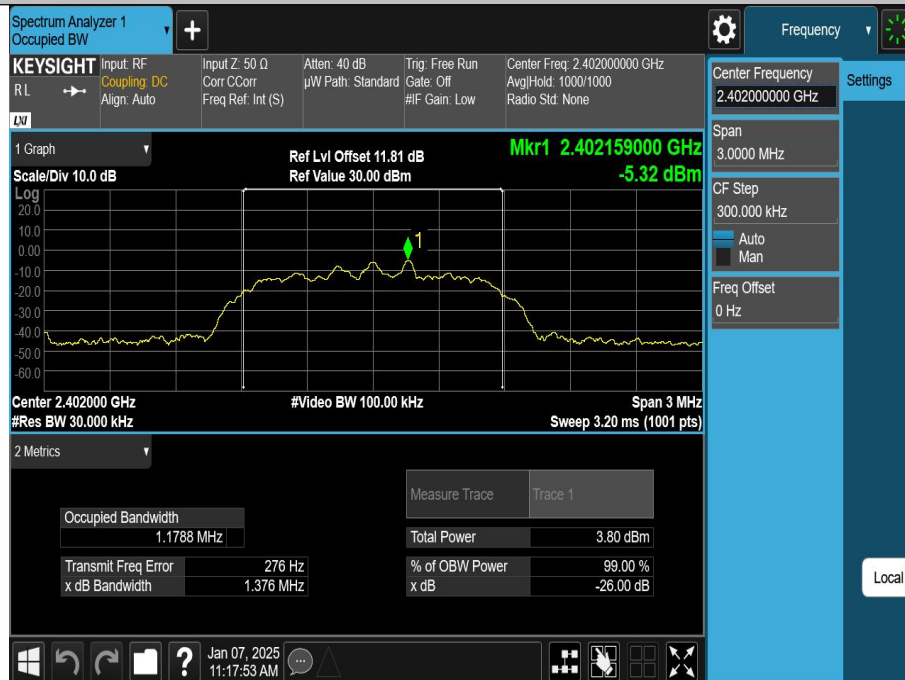 Spectrum Analyzer 1
Occupied BW
+
Frequency
KEYSIGHT
RL
LXI
Input: RF
Coupling: DC
Align: Auto
Input Z: 50 Ω
Corr CCorr
Freq Ref: Int (S)
Atten: 40 dB
µW Path: Standard
Trig: Free Run
Gate: Off
#IF Gain: Low
Center Freq: 2.402000000 GHz
Avg|Hold: 1000/1000
Radio Std: None
Center Frequency
2.402000000 GHz
Settings
Span
3.0000 MHz
CF Step
300.000 kHz
Auto
Man
Freq Offset
0 Hz
Local
1 Graph
Scale/Div 10.0 dB
Ref Lvl Offset 11.81 dB
Ref Value 30.00 dBm
Mkr1 2.402159000 GHz
-5.32 dBm
Log
20.0
10.0
0.00
-10.0
-20.0
-30.0
-40.0
-50.0
-60.0
1
Center 2.402000 GHz
#Video BW 100.00 kHz
Span 3 MHz
#Res BW 30.000 kHz
Sweep 3.20 ms (1001 pts)
2 Metrics
Measure Trace
Trace 1
Occupied Bandwidth
1.1788 MHz
Total Power
3.80 dBm
Transmit Freq Error
276 Hz
% of OBW Power
99.00 %
x dB Bandwidth
1.376 MHz
x dB
-26.00 dB
?
Jan 07, 2025
11:17:53 AM